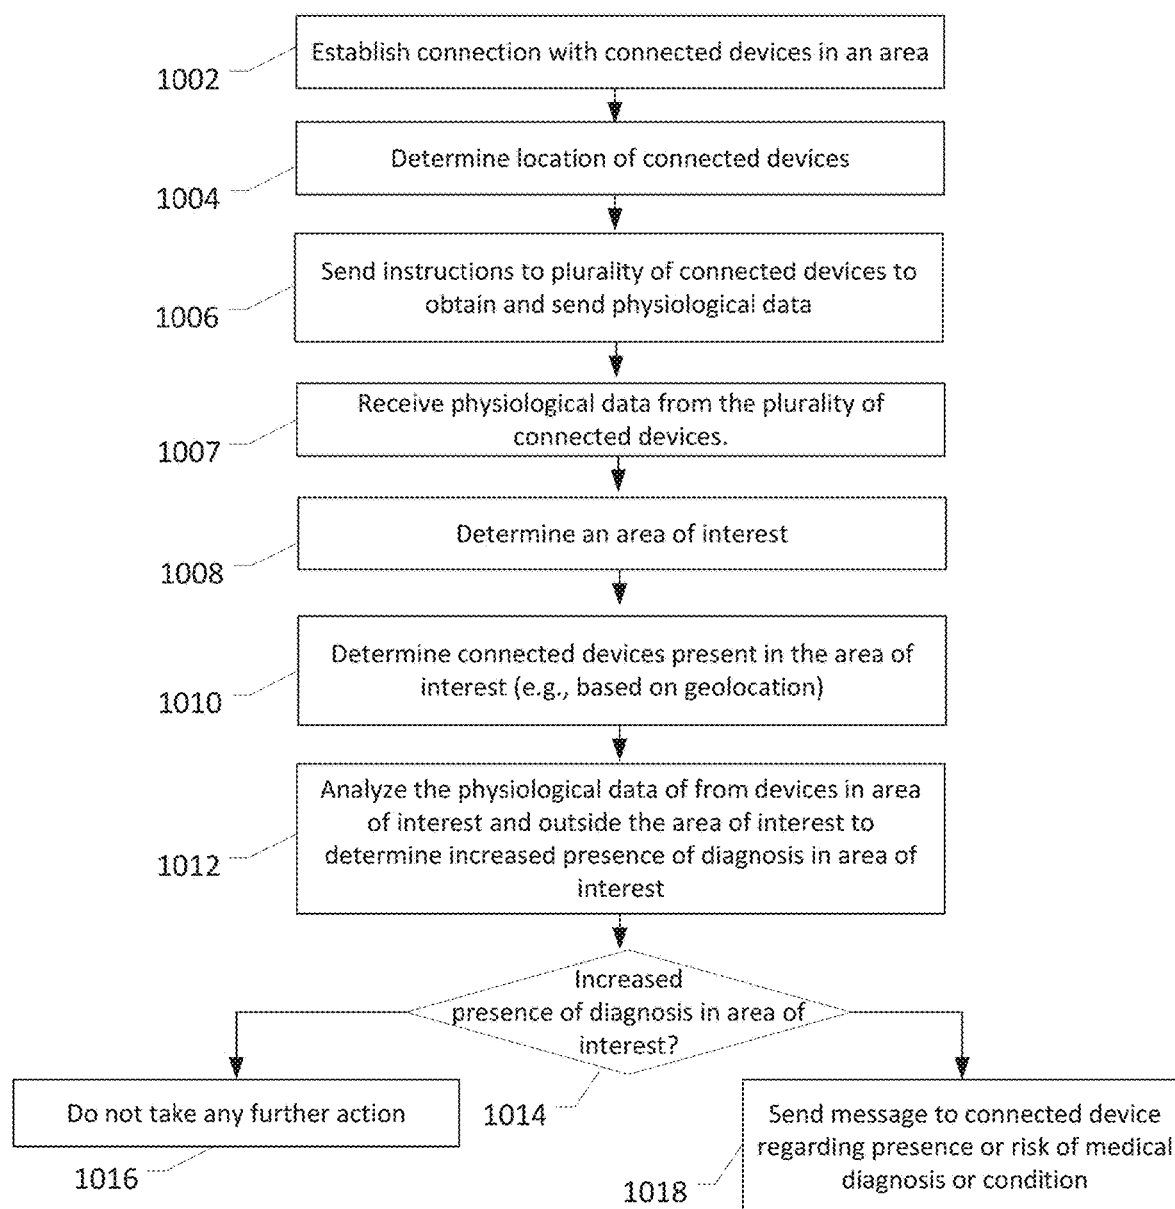 Establish connection with connected devices in an area
1002
Determine location of connected devices
1004
Send instructions to plurality of connected devices to
obtain and send physiological data
1006
Receive physiological data from the plurality of
connected devices.
1007
Determine an area of interest
1008
Determine connected devices present in the area of
interest (e.g., based on geolocation)
1010
Analyze the physiological data of from devices in area
of interest and outside the area of interest to
determine increased presence of diagnosis in area of
interest
1012
Increased
presence of diagnosis in area of
interest?
1014
Do not take any further action
1016
Send message to connected device
regarding presence or risk of medical
diagnosis or condition
1018